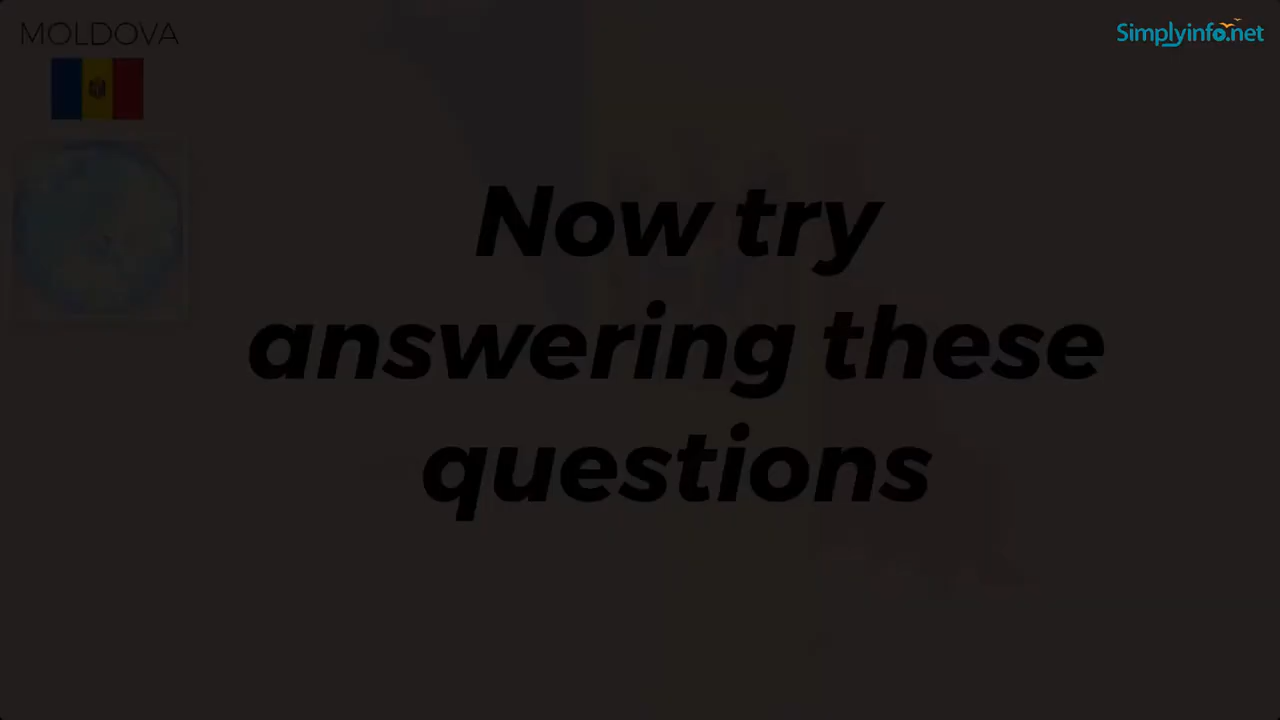 MOLDOVA
Simplyinfo.net
Now try
answering these
questions